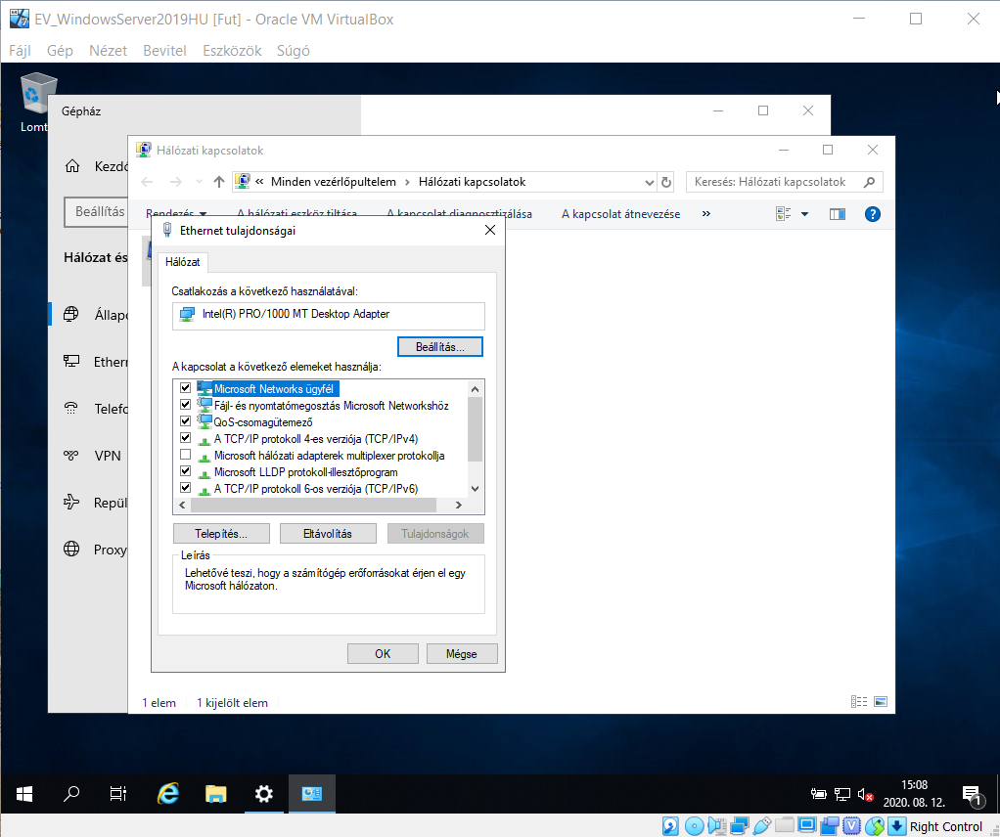 EV_WindowsServer2019HU [Fut] - Oracle VM VirtualBox
Fájl Gép Nézet Bevitel Eszközök Súgó
Lomt
Gépház
Hálózati kapcsolatok
Kezdő
« Minden vezérlőpultelem > Hálózati kapcsolatok
Keresés: Hálózati kapcsolatok
Beállítás
Rendezés A hálózati eszköz tiltása A kapcsolat diagnosztizálása A kapcsolat átnevezése »
Ethernet tulajdonságai
Hálózat és
Hálózat
Csatlakozás a következő használatával:
Állapo
Intel(R) PRO/1000 MT Desktop Adapter
Beállítás...
Ethern
A kapcsolat a következő elemeket használja:
Microsoft Networks ügyfél
Telefo
Fájl- és nyomtatómegosztás Microsoft Networkshöz
QoS-csomagütemező
A TCP/IP protokoll 4-es verziója (TCP/IPv4)
VPN
Microsoft hálózati adapterek multiplexer protokollja
Microsoft LLDP protokoll-illesztőprogram
A TCP/IP protokoll 6-os verziója (TCP/IPv6)
Repül
Telepítés... Eltávolítás Tulajdonságok
Proxy
Leírás
Lehetővé teszi, hogy a számítógép erőforrásokat érjen el egy
Microsoft hálózaton.
OK Mégse
1 elem 1 kijelölt elem
15:08
2020. 08. 12.
1
Right Control